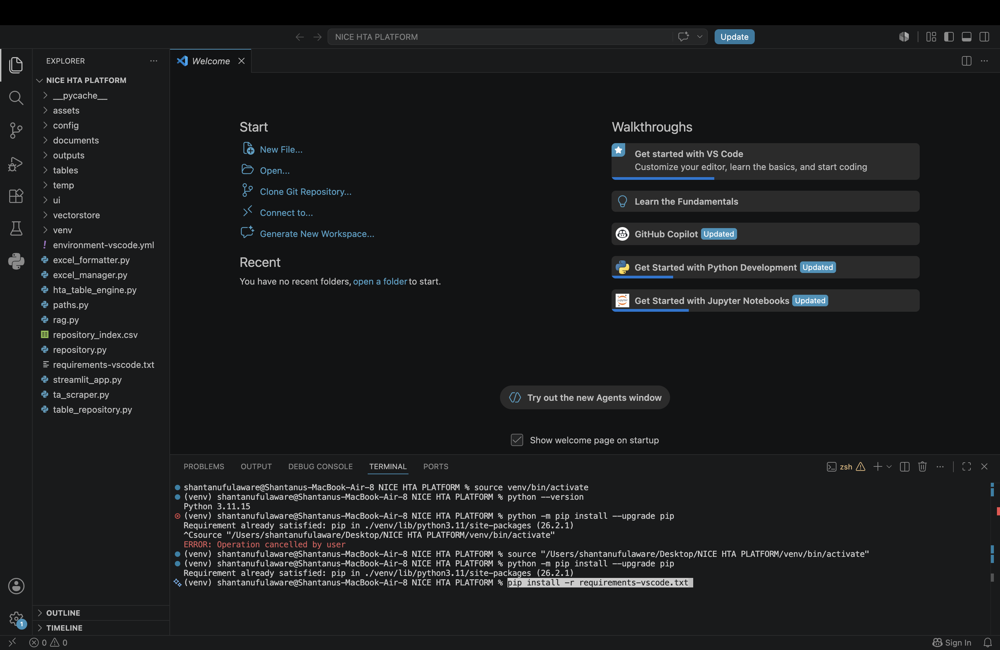 NICE HTA PLATFORM
Update
EXPLORER
Welcome
NICE HTA PLATFORM
__pycache__
assets
config
documents
outputs
tables
temp
ui
vectorstore
venv
environment-vscode.yml
excel_formatter.py
excel_manager.py
hta_table_engine.py
paths.py
rag.py
repository_index.csv
repository.py
requirements-vscode.txt
streamlit_app.py
ta_scraper.py
table_repository.py
OUTLINE
TIMELINE
Start
New File...
Open...
Clone Git Repository...
Connect to...
Generate New Workspace...
Recent
You have no recent folders, open a folder to start.
Walkthroughs
Get started with VS Code
Customize your editor, learn the basics, and start coding
Learn the Fundamentals
GitHub Copilot Updated
Get Started with Python Development Updated
jupyter
Get Started with Jupyter Notebooks Updated
Try out the new Agents window
Show welcome page on startup
PROBLEMS OUTPUT DEBUG CONSOLE TERMINAL PORTS
zsh
shantanufulaware@Shantanus-MacBook-Air-8 NICE HTA PLATFORM % source venv/bin/activate
(venv) shantanufulaware@Shantanus-MacBook-Air-8 NICE HTA PLATFORM % python --version
Python 3.11.15
(venv) shantanufulaware@Shantanus-MacBook-Air-8 NICE HTA PLATFORM % python -m pip install --upgrade pip
Requirement already satisfied: pip in ./venv/lib/python3.11/site-packages (26.2.1)
^Csource "/Users/shantanufulaware/Desktop/NICE HTA PLATFORM/venv/bin/activate"
ERROR: Operation cancelled by user
(venv) shantanufulaware@Shantanus-MacBook-Air-8 NICE HTA PLATFORM % source "/Users/shantanufulaware/Desktop/NICE HTA PLATFORM/venv/bin/activate"
(venv) shantanufulaware@Shantanus-MacBook-Air-8 NICE HTA PLATFORM % python -m pip install --upgrade pip
Requirement already satisfied: pip in ./venv/lib/python3.11/site-packages (26.2.1)
(venv) shantanufulaware@Shantanus-MacBook-Air-8 NICE HTA PLATFORM % pip install -r requirements-vscode.txt
1
0 0
Sign In